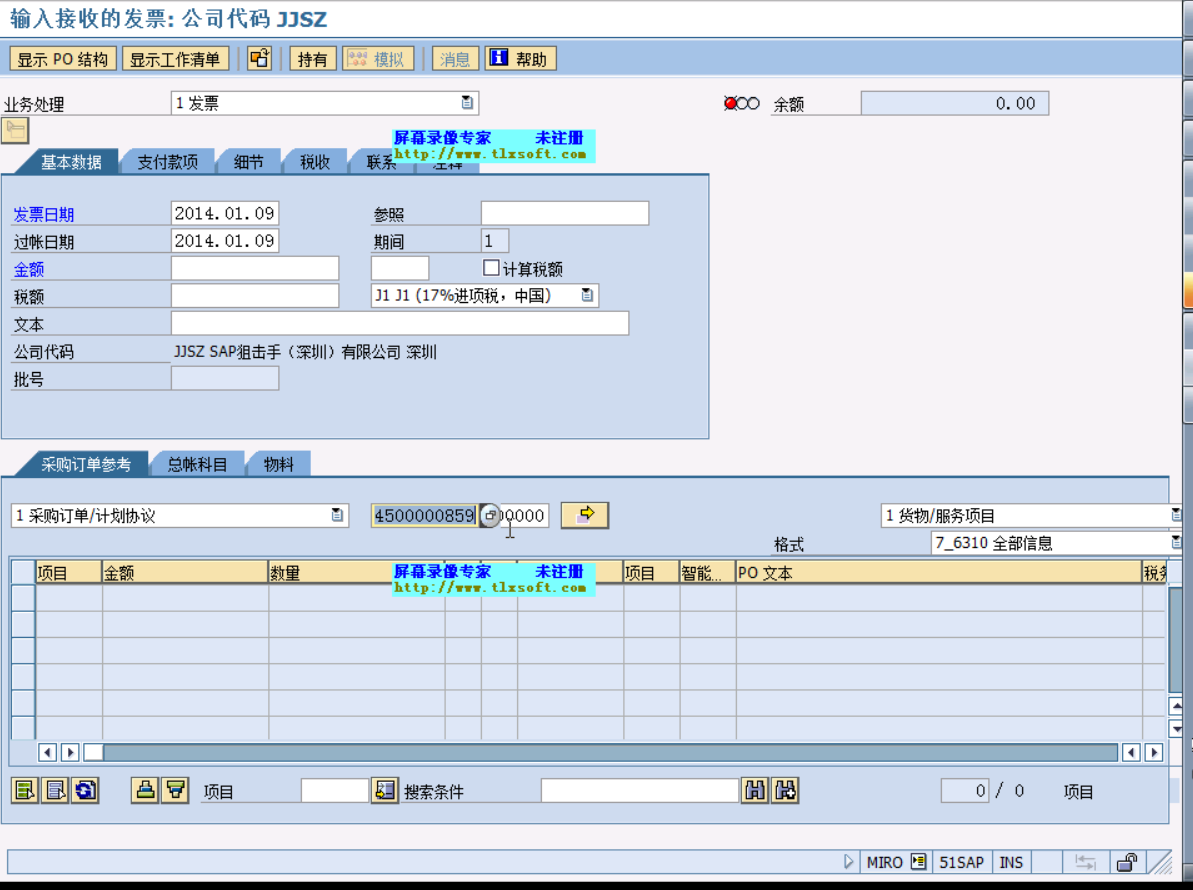 输入接收的发票: 公司代码 JJSZ
显示 PO 结构 显示工作清单 持有 模拟 消息 帮助
业务处理 1 发票 余额 0.00
屏幕录像专家 未注册
http://www.tlxsoft.com
基本数据 支付款项 细节 税收 联系
发票日期 2014.01.09 参照
过帐日期 2014.01.09 期间 1
金额 计算税额
税额 J1 J1 (17%进项税, 中国)
文本
公司代码 JJSZ SAP狙击手（深圳）有限公司 深圳
批号
采购订单参考 总帐科目 物料
1 采购订单/计划协议 4500000859 00000 1 货物/服务项目
格式 7_6310 全部信息
项目 金额 数量 项目 智能... PO 文本 税务
屏幕录像专家 未注册
http://www.tlxsoft.com
项目 搜索条件 0 / 0 项目
MIRO 51SAP INS